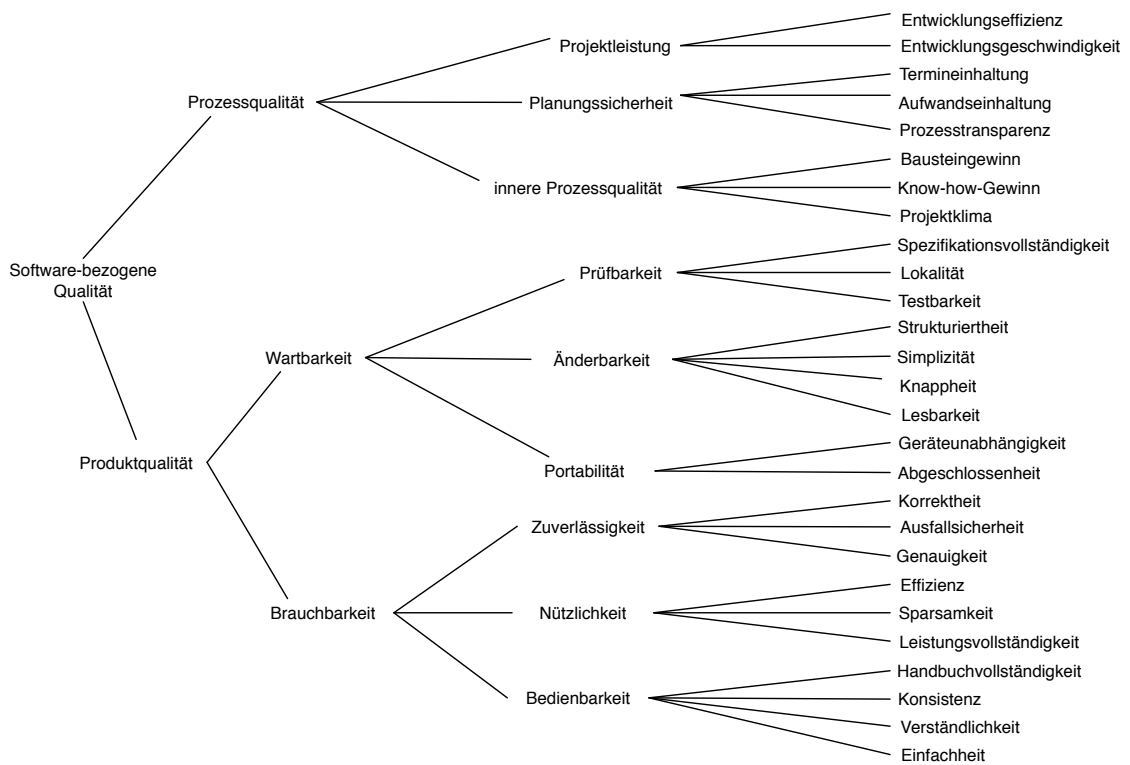 Entwicklungseffizienz
Projektleistung
Entwicklungsgeschwindigkeit
Termineinhaltung
Prozessqualität
Planungssicherheit
Aufwandseinhaltung
Prozesstransparenz
Bausteingewinn
innere Prozessqualität
Know-how-Gewinn
Projektklima
Spezifikationsvollständigkeit
Software-bezogene
Qualität
Prüfbarkeit
Lokalität
Testbarkeit
Strukturiertheit
Wartbarkeit
Änderbarkeit
Simplizität
Knappheit
Lesbarkeit
Geräteunabhängigkeit
Produktqualität
Portabilität
Abgeschlossenheit
Korrektheit
Zuverlässigkeit
Ausfallsicherheit
Genauigkeit
Effizienz
Brauchbarkeit
Nützlichkeit
Sparsamkeit
Leistungsvollständigkeit
Handbuchvollständigkeit
Bedienbarkeit
Konsistenz
Verständlichkeit
Einfachheit